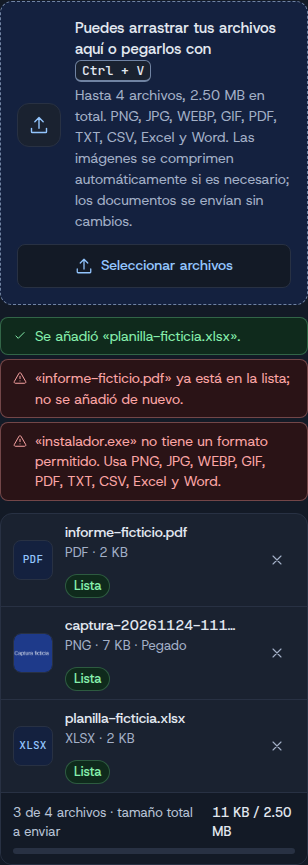 Puedes arrastrar tus archivos
aquí o pegarlos con
Ctrl + V
Hasta 4 archivos, 2.50 MB en
total. PNG, JPG, WEBP, GIF, PDF,
TXT, CSV, Excel y Word. Las
imágenes se comprimen
automáticamente si es necesario;
los documentos se envían sin
cambios.
Seleccionar archivos
Se añadió «planilla-ficticia.xlsx».
«informe-ficticio.pdf» ya está en la lista;
no se añadió de nuevo.
«instalador.exe» no tiene un formato
permitido. Usa PNG, JPG, WEBP, GIF,
PDF, TXT, CSV, Excel y Word.
PDF
informe-ficticio.pdf
PDF · 2 KB
Lista
Captura ficticia
captura-20261124-111...
PNG · 7 KB · Pegado
Lista
XLSX
planilla-ficticia.xlsx
XLSX · 2 KB
Lista
3 de 4 archivos · tamaño total
a enviar
11 KB / 2.50
MB